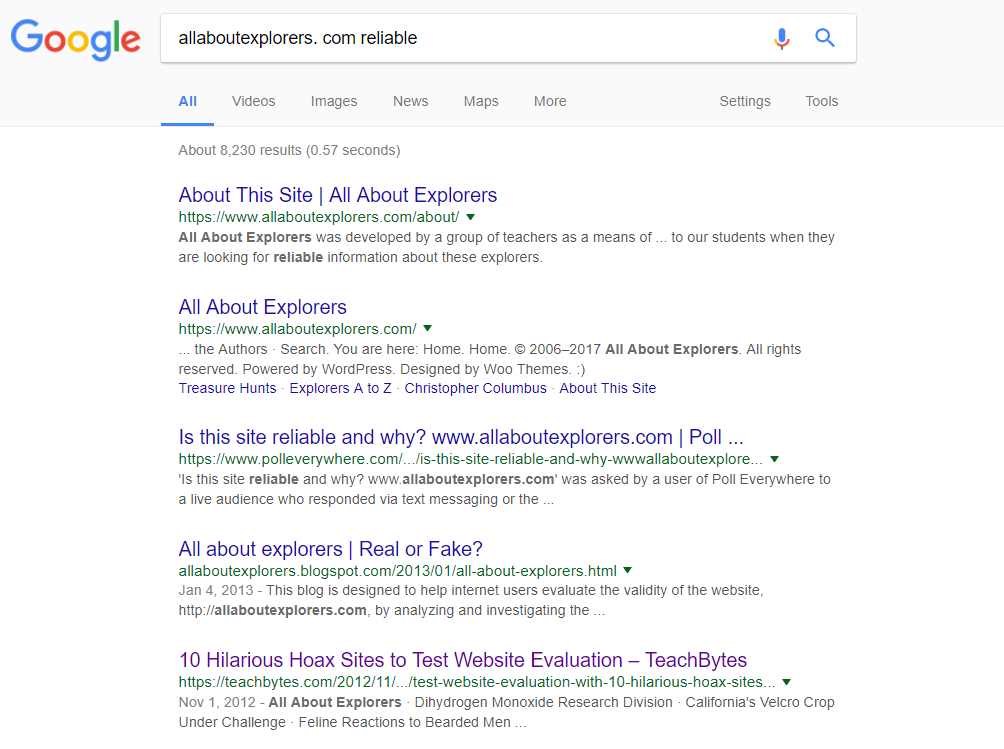 Google
allaboutexplorers. com reliable
All Videos Images News Maps More Settings Tools
About 8,230 results (0.57 seconds)
About This Site | All About Explorers
https://www.allaboutexplorers.com/about/
All About Explorers was developed by a group of teachers as a means of ... to our students when they
are looking for reliable information about these explorers.
All About Explorers
https://www.allaboutexplorers.com/
... the Authors · Search. You are here: Home. Home. © 2006–2017 All About Explorers. All rights
reserved. Powered by WordPress. Designed by Woo Themes. :)
Treasure Hunts · Explorers A to Z · Christopher Columbus · About This Site
Is this site reliable and why? www.allaboutexplorers.com | Poll ...
https://www.polleverywhere.com/.../is-this-site-reliable-and-why-wwwallaboutexplore...
'Is this site reliable and why? www.allaboutexplorers.com' was asked by a user of Poll Everywhere to
a live audience who responded via text messaging or the ...
All about explorers | Real or Fake?
allaboutexplorers.blogspot.com/2013/01/all-about-explorers.html
Jan 4, 2013 - This blog is designed to help internet users evaluate the validity of the website,
http://allaboutexplorers.com, by analyzing and investigating the ...
10 Hilarious Hoax Sites to Test Website Evaluation – TeachBytes
https://teachbytes.com/2012/11/.../test-website-evaluation-with-10-hilarious-hoax-sites...
Nov 1, 2012 - All About Explorers · Dihydrogen Monoxide Research Division · California's Velcro Crop
Under Challenge · Feline Reactions to Bearded Men ...